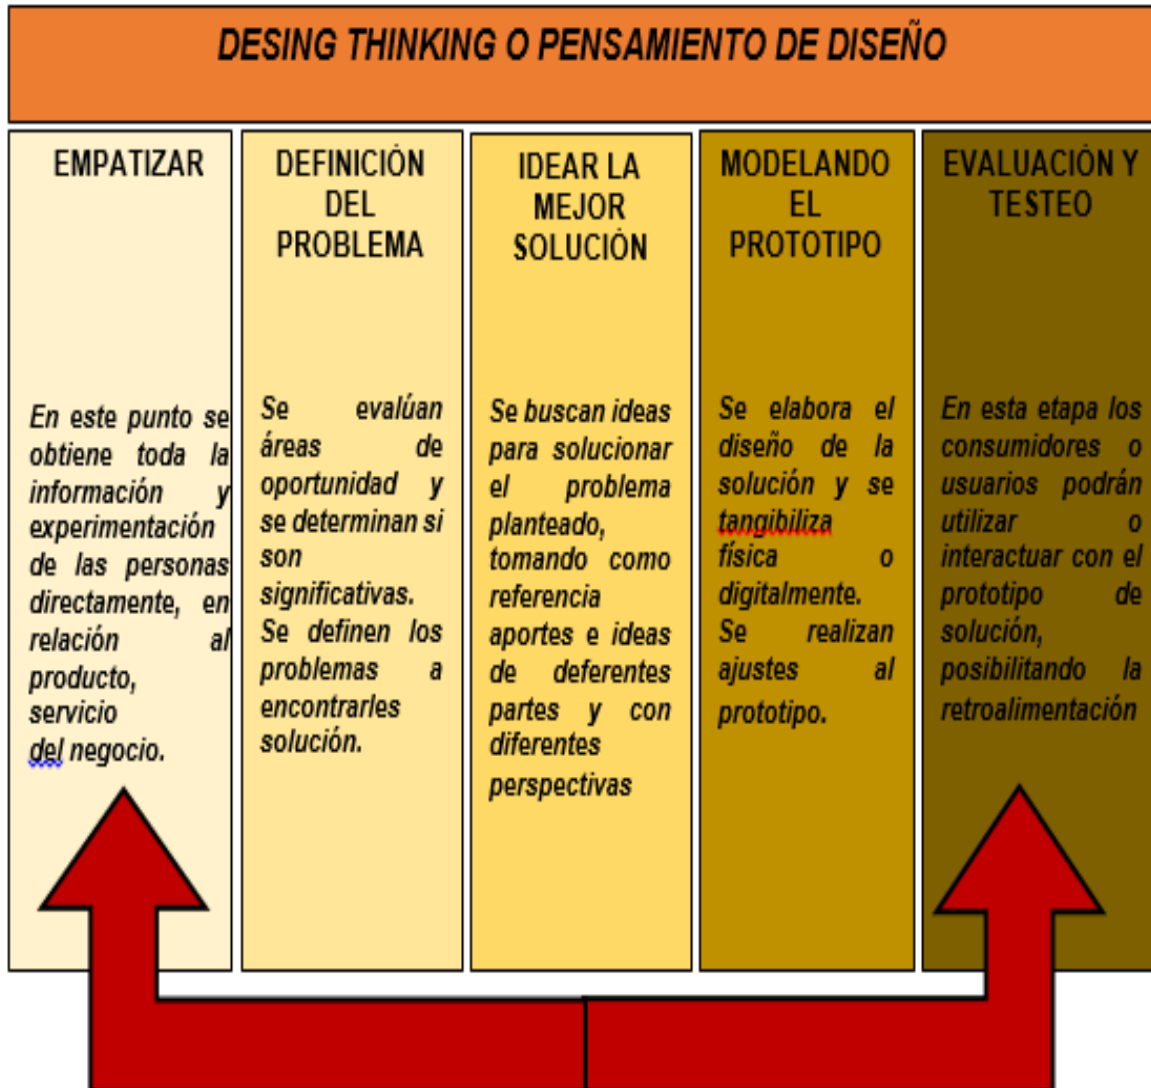 DESING THINKING O PENSAMIENTO DE DISEÑO
EMPATIZAR
En este punto se
obtiene toda la
información y
experimentación
de las personas
directamente, en
relación al
producto,
servicio
del negocio.
DEFINICIÓN
DEL
PROBLEMA
Se evalúan
áreas de
oportunidad y
se determinan si
son
significativas.
Se definen los
problemas a
encontrarles
solución.
IDEAR LA
MEJOR
SOLUCIÓN
Se buscan ideas
para solucionar
el problema
planteado,
tomando como
referencia
aportes e ideas
de deferentes
partes y con
diferentes
perspectivas
MODELANDO
EL
PROTOTIPO
Se elabora el
diseño de la
solución y se
tangibiliza
física o
digitalmente.
Se realizan
ajustes al
prototipo.
EVALUACIÓN Y
TESTEO
En esta etapa los
consumidores o
usuarios podrán
utilizar o
interactuar con el
prototipo de
solución,
posibilitando la
retroalimentación